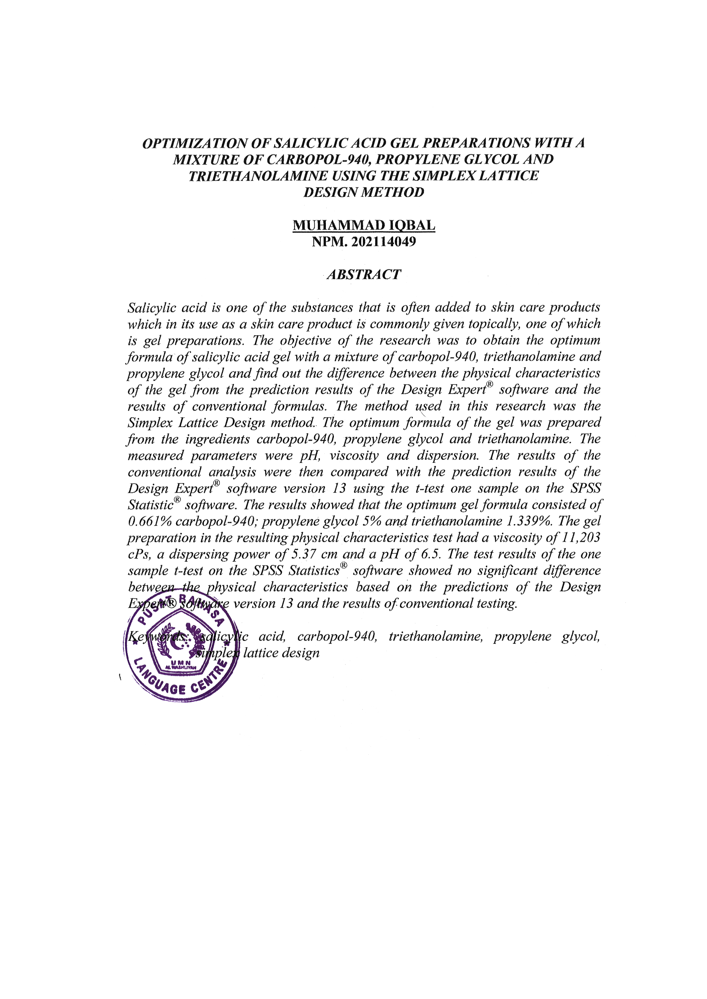 OPTIMIZATION OF SALICYLIC ACID GEL PREPARATIONS WITH A
MIXTURE OF CARBOPOL-940, PROPYLENE GLYCOL AND
TRIETHANOLAMINE USING THE SIMPLEX LATTICE
DESIGN METHOD
MUHAMMAD IQBAL
NPM. 202114049
ABSTRACT
Salicylic acid is one of the substances that is often added to skin care products
which in its use as a skin care product is commonly given topically, one of which
is gel preparations. The objective of the research was to obtain the optimum
formula of salicylic acid gel with a mixture of carbopol-940, triethanolamine and
propylene glycol and find out the difference between the physical characteristics
of the gel from the prediction results of the Design Expert® software and the
results of conventional formulas. The method used in this research was the
Simplex Lattice Design method. The optimum formula of the gel was prepared
from the ingredients carbopol-940, propylene glycol and triethanolamine. The
measured parameters were pH, viscosity and dispersion. The results of the
conventional analysis were then compared with the prediction results of the
Design Expert® software version 13 using the t-test one sample on the SPSS
Statistic® software. The results showed that the optimum gel formula consisted of
0.661% carbopol-940; propylene glycol 5% and triethanolamine 1.339%. The gel
preparation in the resulting physical characteristics test had a viscosity of 11,203
cPs, a dispersing power of 5.37 cm and a pH of 6.5. The test results of the one
sample t-test on the SPSS Statistics® software showed no significant difference
between the physical characteristics based on the predictions of the Design
Expert® software version 13 and the results of conventional testing.
Keywords: salicylic acid, carbopol-940, triethanolamine, propylene glycol,
simplex lattice design
PUSAT BAHASA
UMN
AL WASHLIYAH
LANGUAGE CENTRE